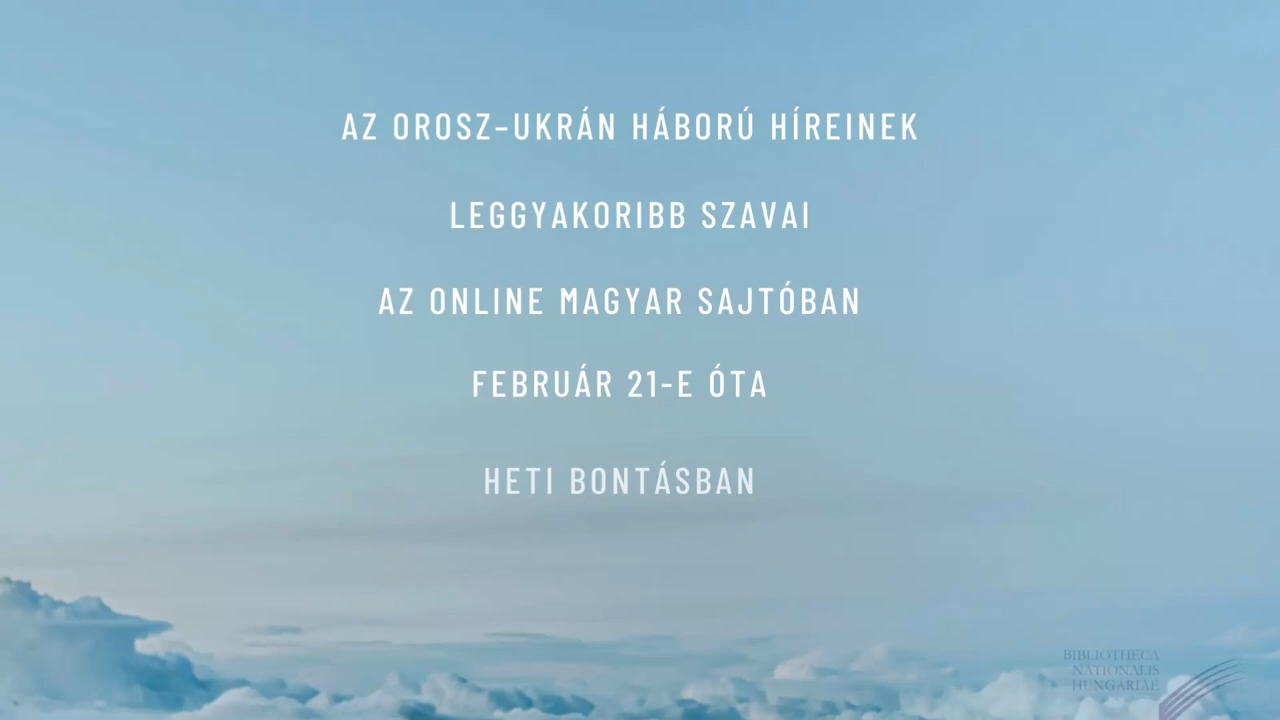 AZ OROSZ-UKRÁN HÁBORÚ HÍREINEK
LEGGYAKORIBB SZAVAI
AZ ONLINE MAGYAR SAJTÓBAN
FEBRUÁR 21-E ÓTA
HETI BONTÁSBAN
BIBLIOTHECA
NATIONALIS
HUNGARIAE